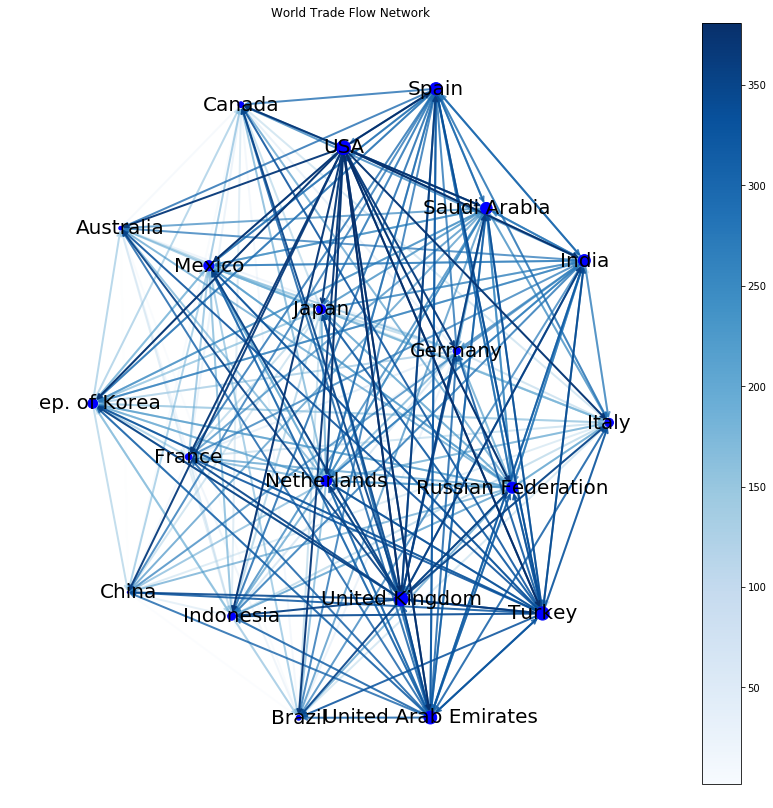 World Trade Flow Network
Spain
Canada
350
USA
Saudi Arabia
Australia
India
Mexico
300
Japan
Germany
250
ep. of Korea
Italy
200
France
Netherlands
Russian Federation
150
China
United Kingdom
Indonesia
Turkey
100
Brazil
United Arab Emirates
50